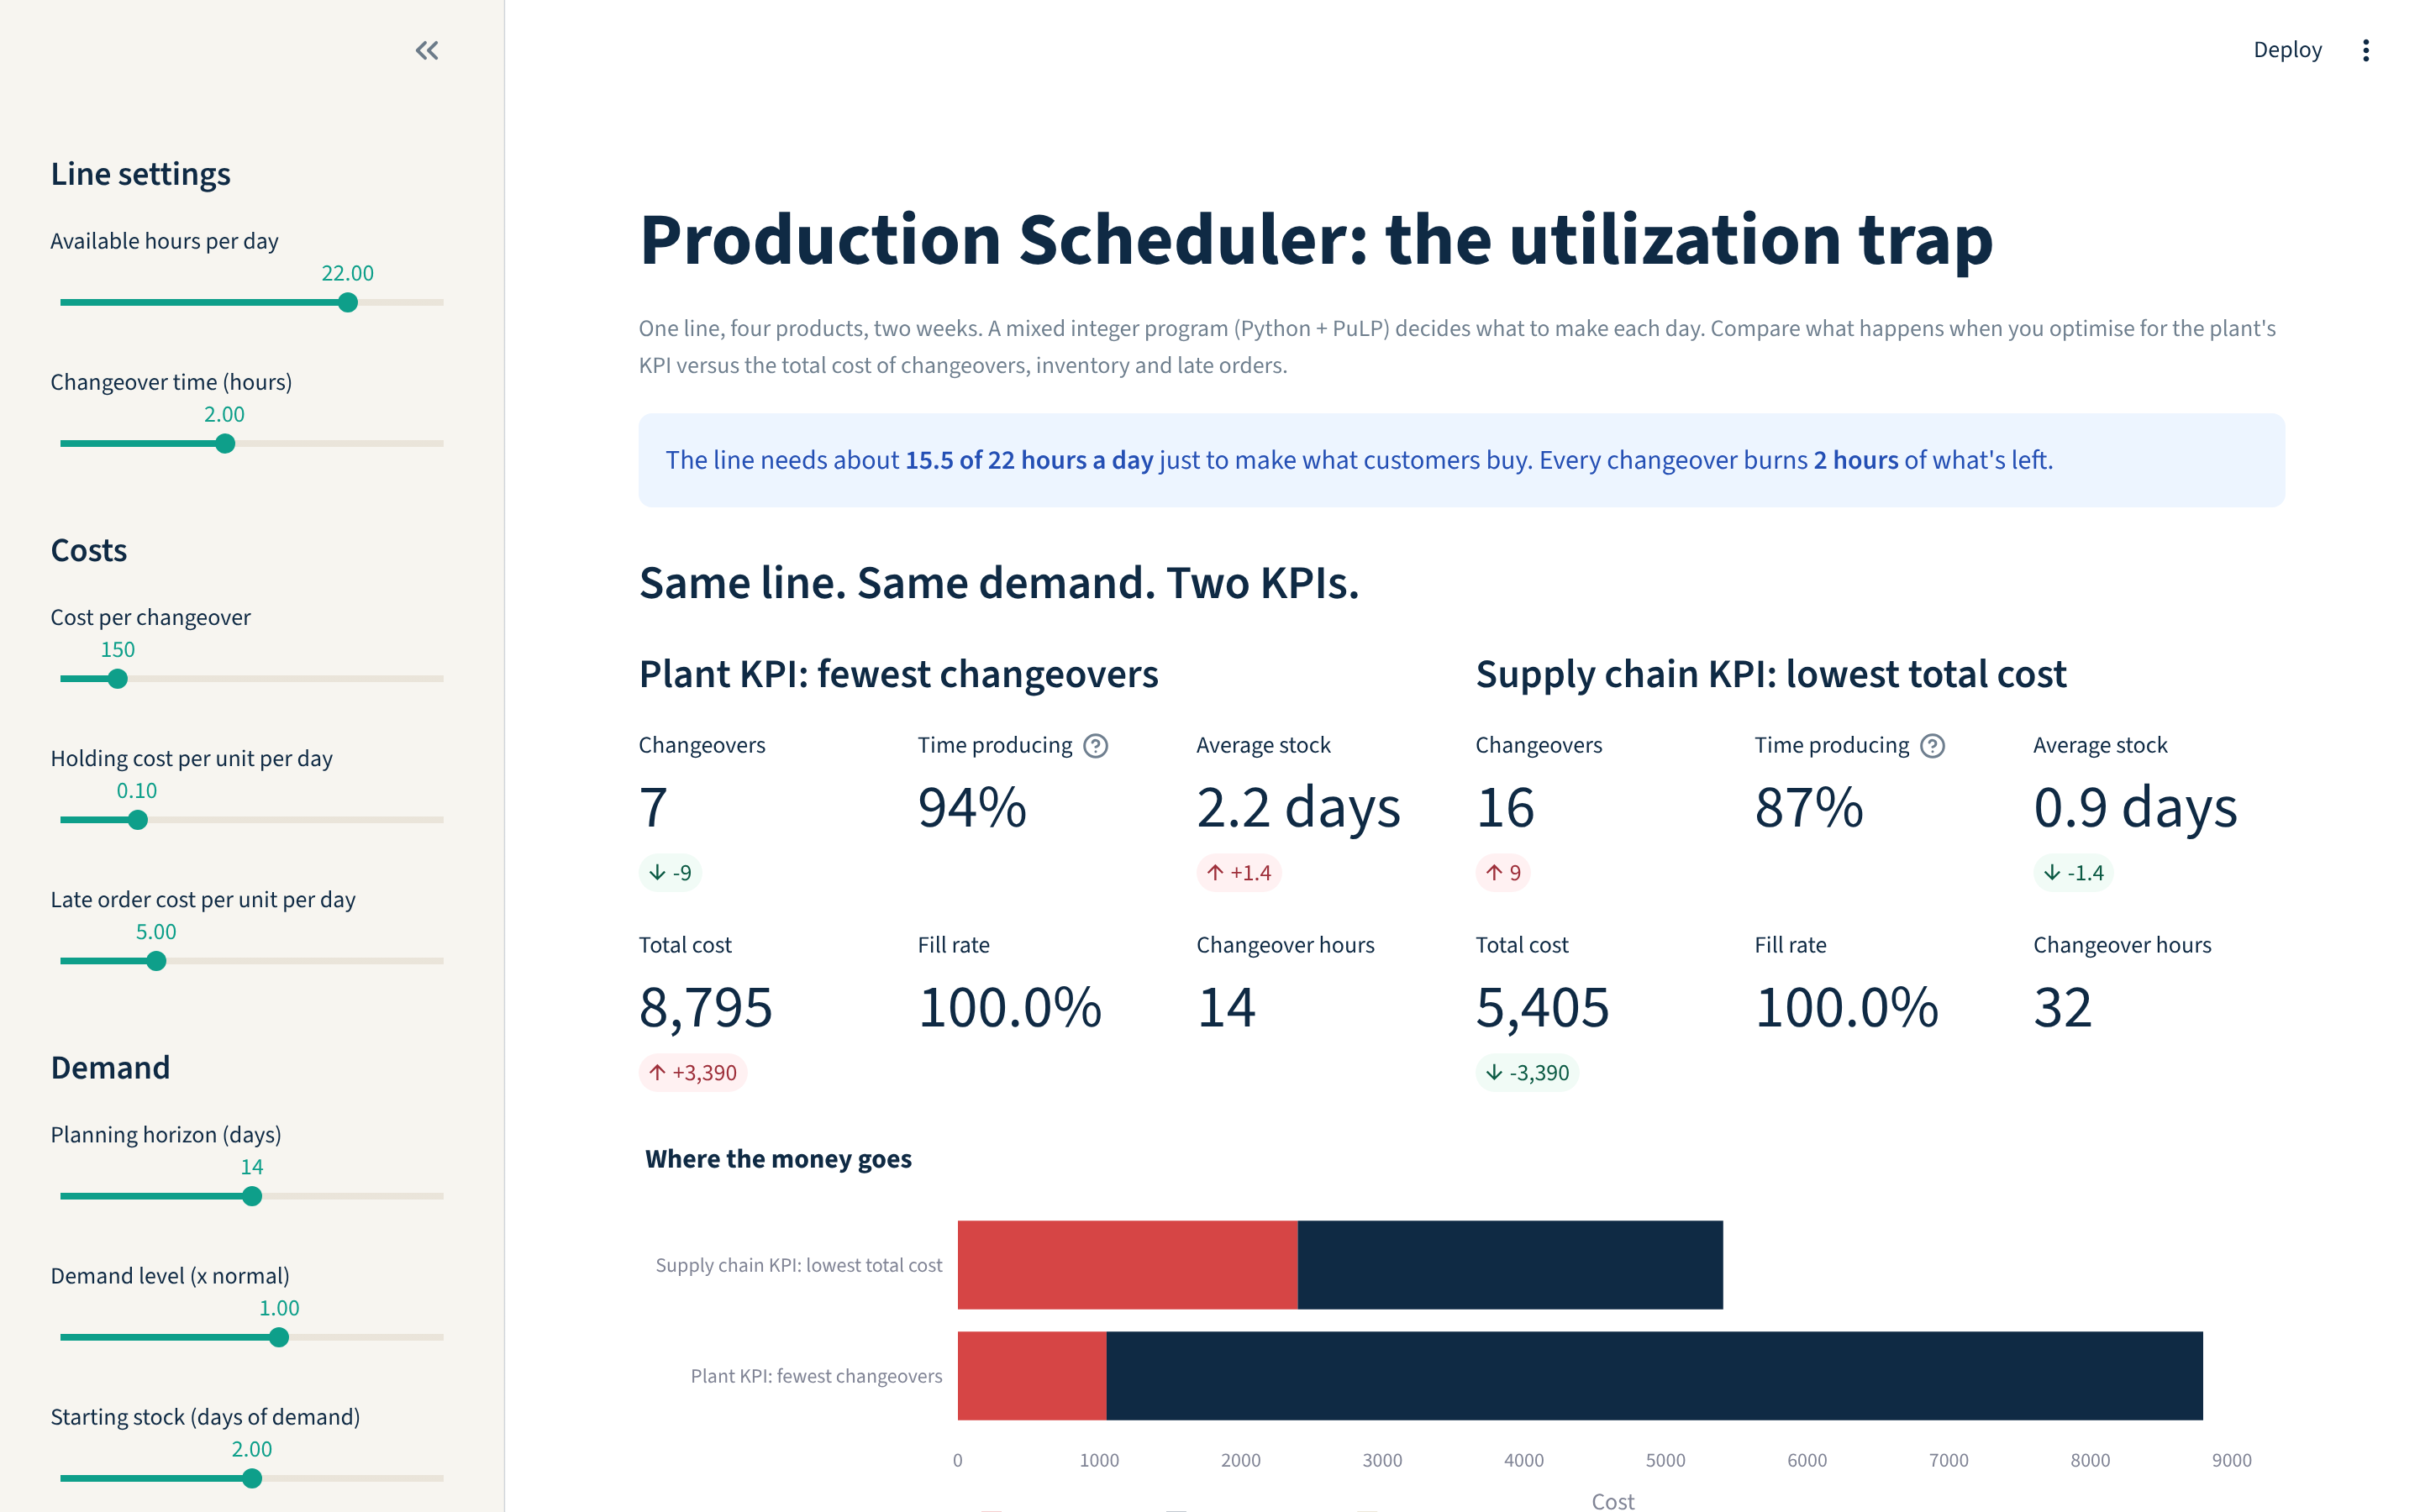 Deploy
Line settings
Available hours per day
22.00
Changeover time (hours)
2.00
Costs
Cost per changeover
150
Holding cost per unit per day
0.10
Late order cost per unit per day
5.00
Demand
Planning horizon (days)
14
Demand level (x normal)
1.00
Starting stock (days of demand)
2.00
Production Scheduler: the utilization trap
One line, four products, two weeks. A mixed integer program (Python + PuLP) decides what to make each day. Compare what happens when you optimise for the plant's
KPI versus the total cost of changeovers, inventory and late orders.
The line needs about 15.5 of 22 hours a day just to make what customers buy. Every changeover burns 2 hours of what's left.
Same line. Same demand. Two KPIs.
Plant KPI: fewest changeovers
Changeovers
Time producing
Average stock
7
94%
2.2 days
-9
+1.4
Total cost
Fill rate
Changeover hours
8,795
100.0%
14
+3,390
Supply chain KPI: lowest total cost
Changeovers
Time producing
Average stock
16
87%
0.9 days
9
-1.4
Total cost
Fill rate
Changeover hours
5,405
100.0%
32
-3,390
Where the money goes
Supply chain KPI: lowest total cost
Plant KPI: fewest changeovers
0 1000 2000 3000 4000 5000 6000 7000 8000 9000
Cost